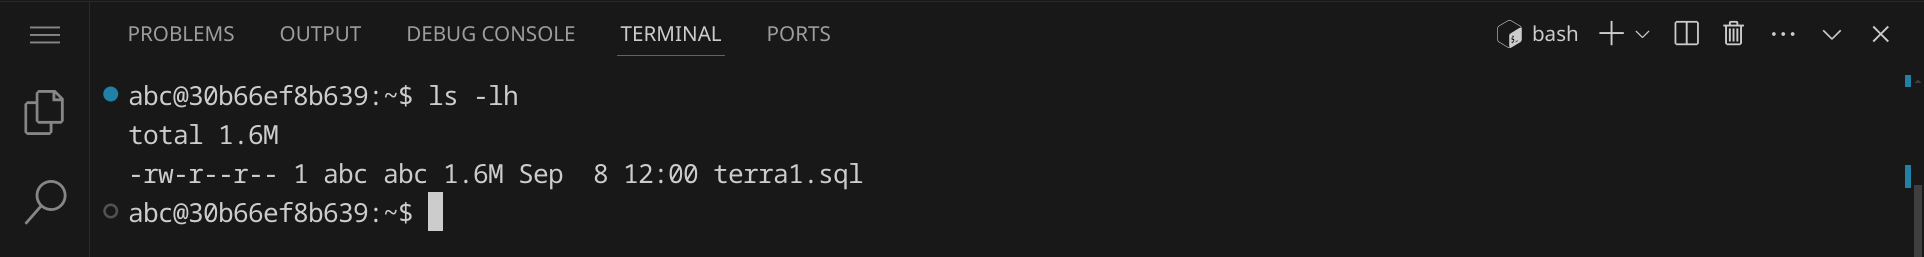 PROBLEMS OUTPUT DEBUG CONSOLE TERMINAL PORTS bash
abc@30b66ef8b639:~$ ls -lh
total 1.6M
-rw-r--r-- 1 abc abc 1.6M Sep  8 12:00 terra1.sql
abc@30b66ef8b639:~$